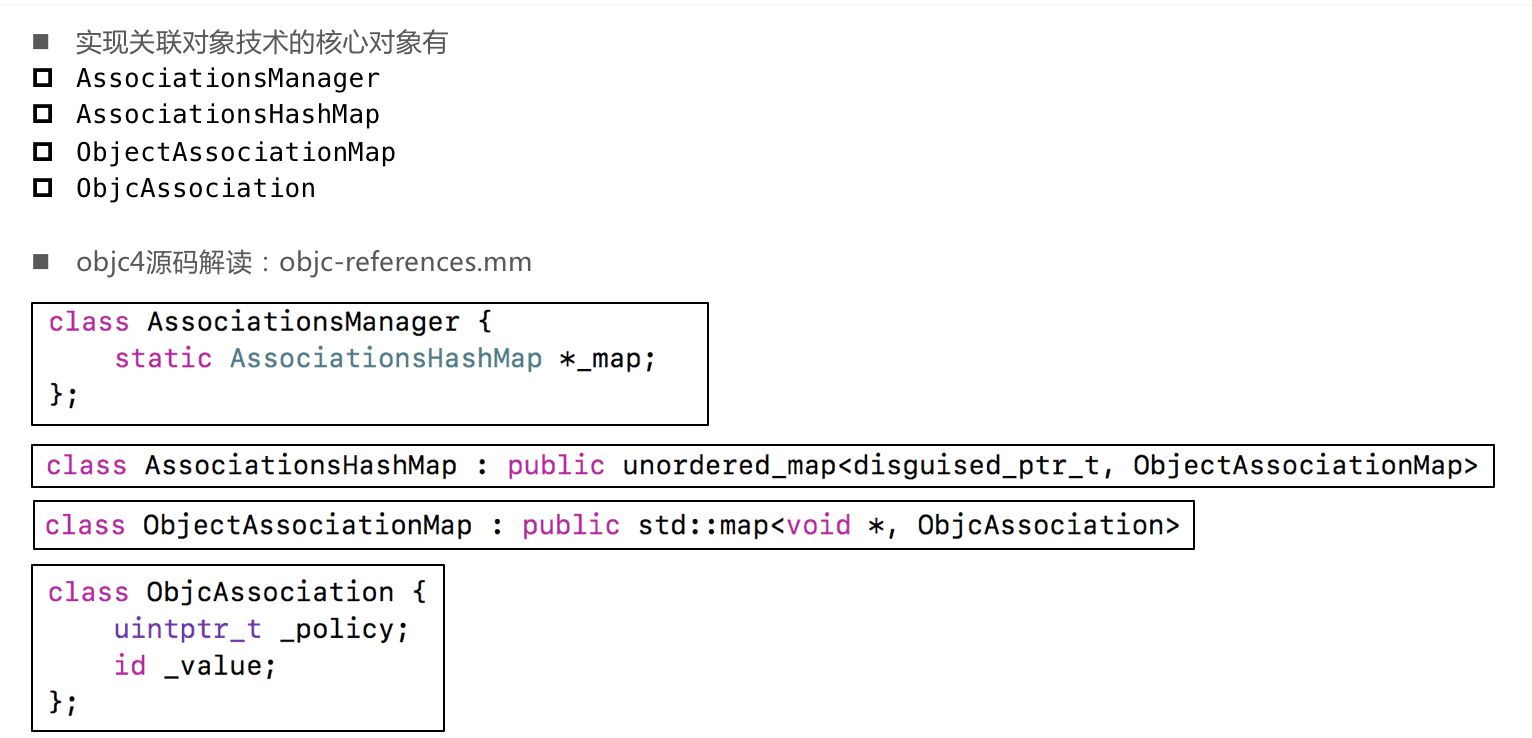 ■ 实现关联对象技术的核心对象有
□ AssociationsManager
□ AssociationsHashMap
□ ObjectAssociationMap
□ ObjcAssociation
■ objc4源码解读：objc-references.mm
class AssociationsManager {
    static AssociationsHashMap *_map;
};
class AssociationsHashMap : public unordered_map<disguised_ptr_t, ObjectAssociationMap>
class ObjectAssociationMap : public std::map<void *, ObjcAssociation>
class ObjcAssociation {
    uintptr_t _policy;
    id _value;
};